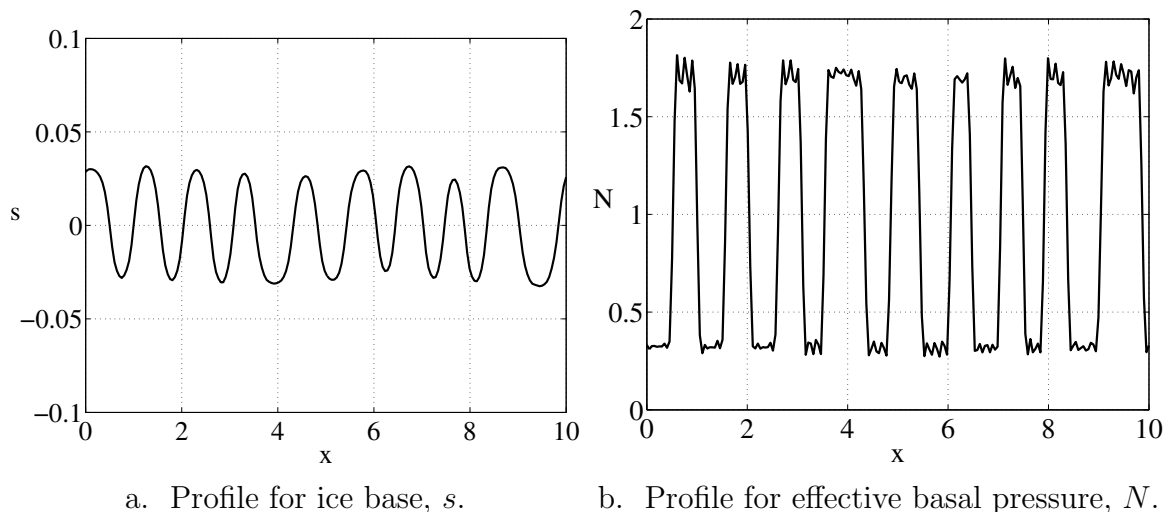 0.1
0.05
0
−0.05
−0.1
s
0 2 4 6 8 10
x
2
1.5
1
0.5
0
N
0 2 4 6 8 10
x
a. Profile for ice base, s.
b. Profile for effective basal pressure, N.